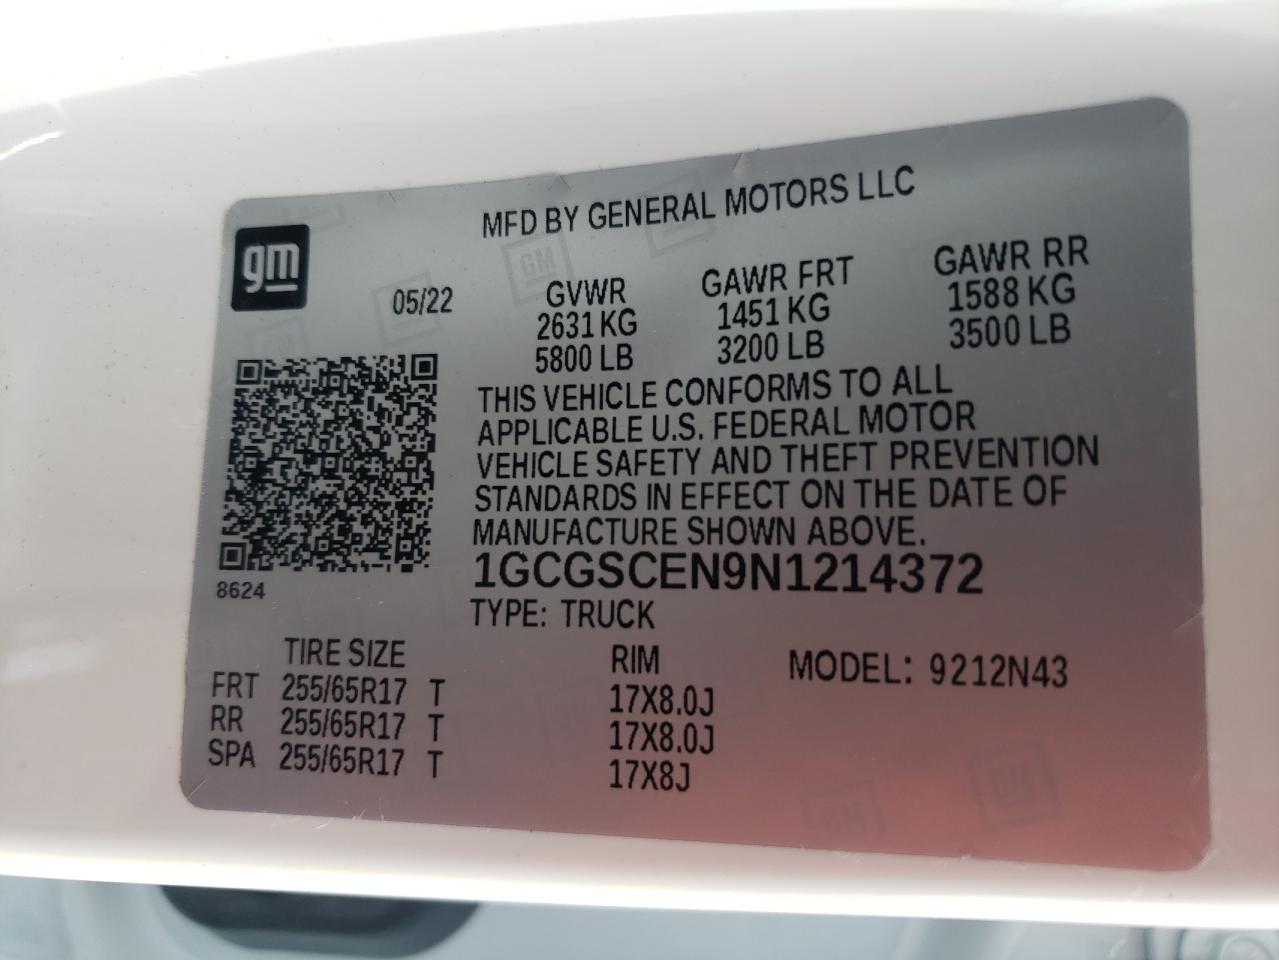 MFD BY GENERAL MOTORS LLC
gm
05/22
GVWR
2631 KG
5800 LB
GAWR FRT
1451 KG
3200 LB
GAWR RR
1588 KG
3500 LB
THIS VEHICLE CONFORMS TO ALL
APPLICABLE U.S. FEDERAL MOTOR
VEHICLE SAFETY AND THEFT PREVENTION
STANDARDS IN EFFECT ON THE DATE OF
MANUFACTURE SHOWN ABOVE.
8624
1GCGSCEN9N1214372
TYPE: TRUCK
TIRE SIZE
RIM
MODEL: 9212N43
FRT 255/65R17 T 17X8.0J
RR 255/65R17 T 17X8.0J
SPA 255/65R17 T 17X8J